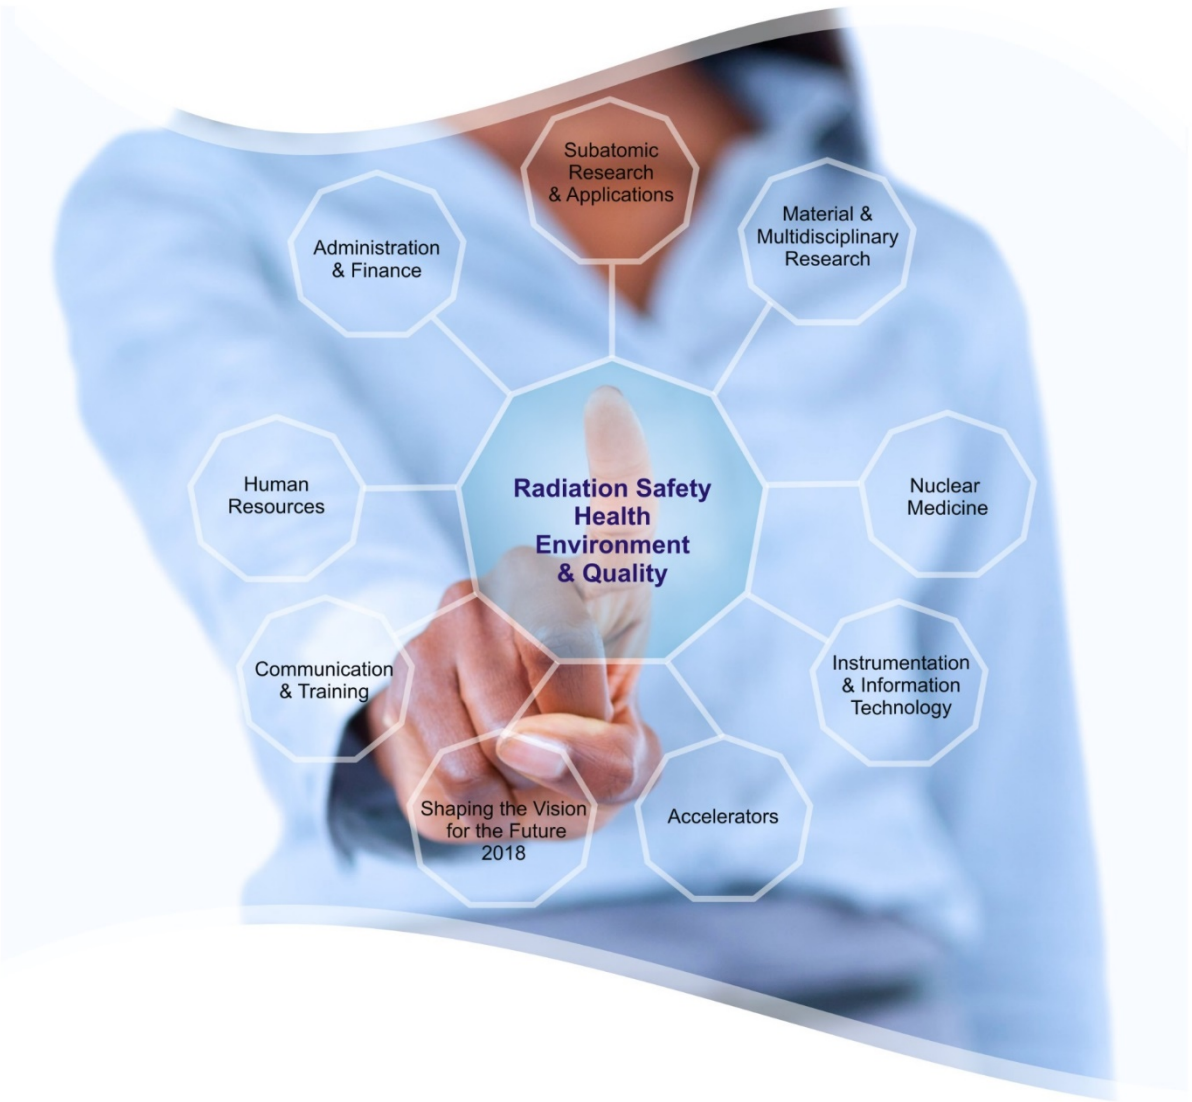 Subatomic
Research
& Applications
Material &
Multidisciplinary
Research
Administration
& Finance
Nuclear
Medicine
Human
Resources
Radiation Safety
Health
Environment
& Quality
Instrumentation
& Information
Technology
Communication
& Training
Accelerators
Shaping the Vision
for the Future
2018